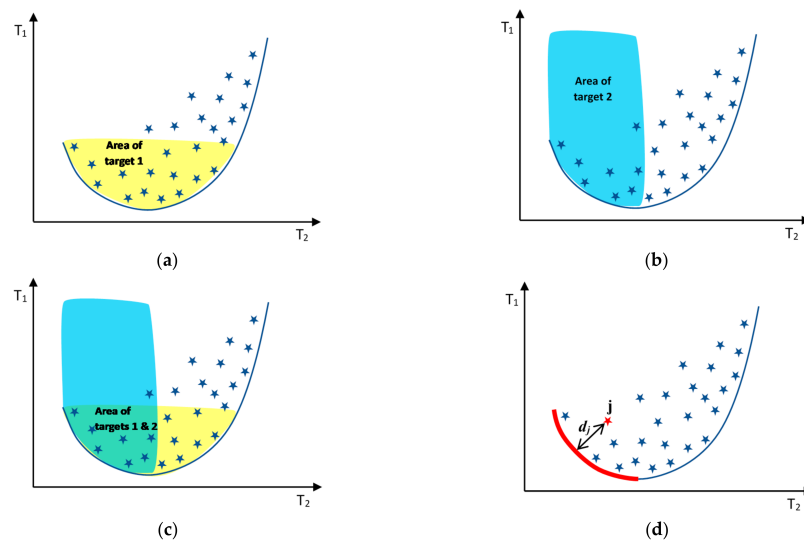 T1
Area of
target 1
T2
(a)
T1
Area of
target 2
T2
(b)
T1
Area of
targets 1 & 2
T2
(c)
T1
j
dj
T2
(d)